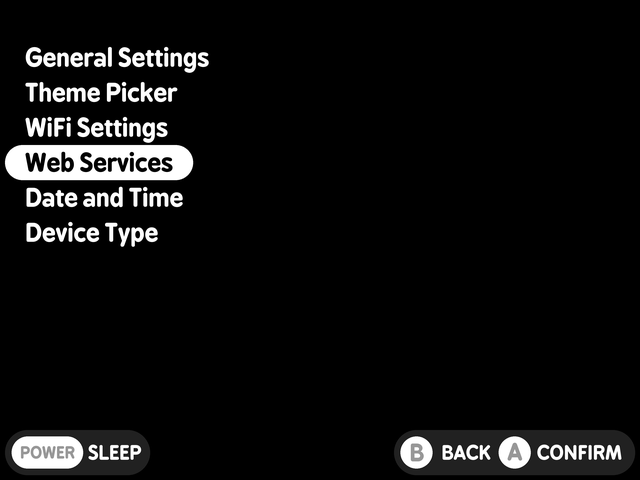 General Settings
Theme Picker
WiFi Settings
Web Services
Date and Time
Device Type
POWER SLEEP
B BACK A CONFIRM